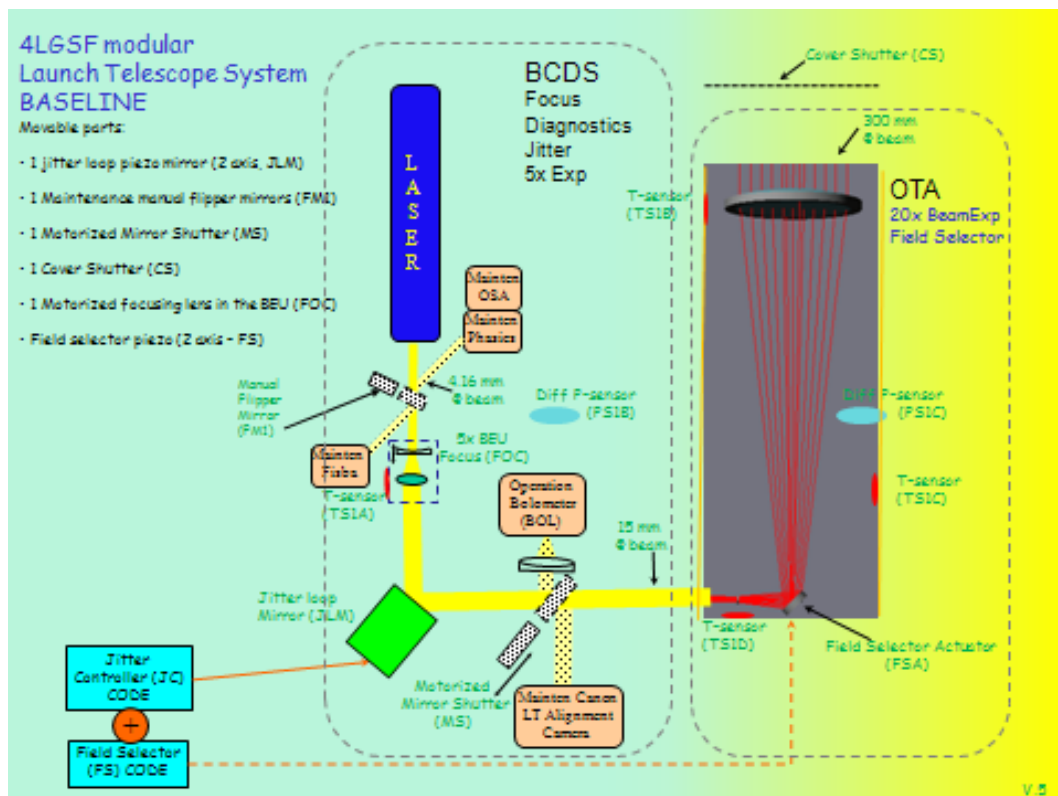 4LGSF modular
Launch Telescope System
BASELINE
Movable parts:
- 1 jitter loop piezo mirror (2 axis, JLM)
- 1 Maintenance manual flipper mirrors (FM1)
- 1 Motorized Mirror Shutter (MS)
- 1 Cover Shutter (CS)
- 1 Motorized focusing lens in the BEU (FOC)
- Field selector piezo (2 axis – FS)
BCDS
Focus
Diagnostics
Jitter
5x Exp
LASER
Mainten
OSA
Mainten
Phasics
4.16 mm
@ beam
Manual
Flipper
Mirror
(FM1)
Mainten
Fisba
5x BEU
Focus (FOC)
T-sensor
(TS1A)
Diff P-sensor
(PS1B)
Operation
Bolometer
(BOL)
15 mm
@ beam
Jitter loop
Mirror (JLM)
Motorized
Mirror Shutter
(MS)
Mainten Canon
LT Alignment
Camera
Jitter
Controller (JC)
CODE
+
Field Selector
(FS) CODE
Cover Shutter (CS)
300 mm
@ beam
T-sensor
(TS1B)
OTA
20x BeamExp
Field Selector
Diff P-sensor
(PS1C)
T-sensor
(TS1C)
T-sensor
(TS1D)
Field Selector Actuator
(FSA)
V.5